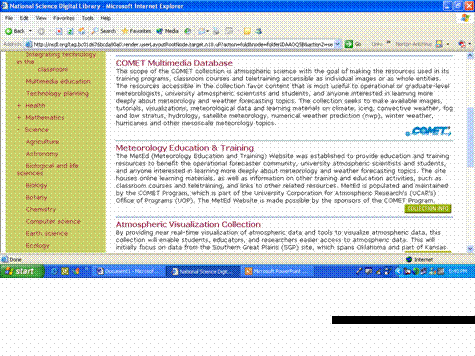 National Science Digital Library - Microsoft Internet Explorer
File Edit View Favorites Tools Help
Back Search Favorites
Address Go Links Norton AntiVirus
Integrating technology
in the
classroom
Multimedia education
Technology planning
+ Health
+ Mathematics
- Science
Agriculture
Astronomy
Biological and life
sciences
Biology
Botany
Chemistry
Computer science
Earth science
Ecology
COMET Multimedia Database
The scope of the COMET collection is atmospheric science with the goal of making the resources used in its
training programs, classroom courses and teletraining accessible as individual images or as whole exhibits.
The resources accessible in the collection favor content that is most useful to operational or graduate-level
meteorologists, university atmospheric scientists and students, and anyone interested in learning more
deeply about meteorology and weather forecasting topics. The collection seeks to make available images,
tutorials, visualizations, meteorological data and learning materials on climate, icing, convective weather, fog
and low stratus, hydrology, satellite meteorology, numerical weather prediction (nwp), winter weather,
hurricanes and other mesoscale meteorology topics.
COMET
Meteorology Education & Training
The MetEd (Meteorology Education and Training) Website was established to provide education and training
resources to benefit the operational forecaster community, university atmospheric scientists and students,
and anyone interested in learning more deeply about meteorology and weather forecasting topics. The site
houses online learning materials, as well as information on other training and education activities, such as
classroom courses and teletraining, and links to other related resources. MetEd is populated and maintained
by the COMET Program, which is part of the University Corporation for Atmospheric Research's (UCAR's)
Office of Programs (UOP). The MetEd Website is made possible by the sponsors of the COMET Program.
COLLECTION INFO
Atmospheric Visualization Collection
By providing near real-time visualization of atmospheric data and tools to visualize atmospheric data, this
collection will enable students, educators, and researchers easier access to atmospheric data. This will
initially focus on data from the Southern Great Plains (SGP) site, which spans Oklahoma and part of Kansas
Done Internet
start Document1 - Microsof... National Science Digit... Microsoft PowerPoint ... 5:41 PM